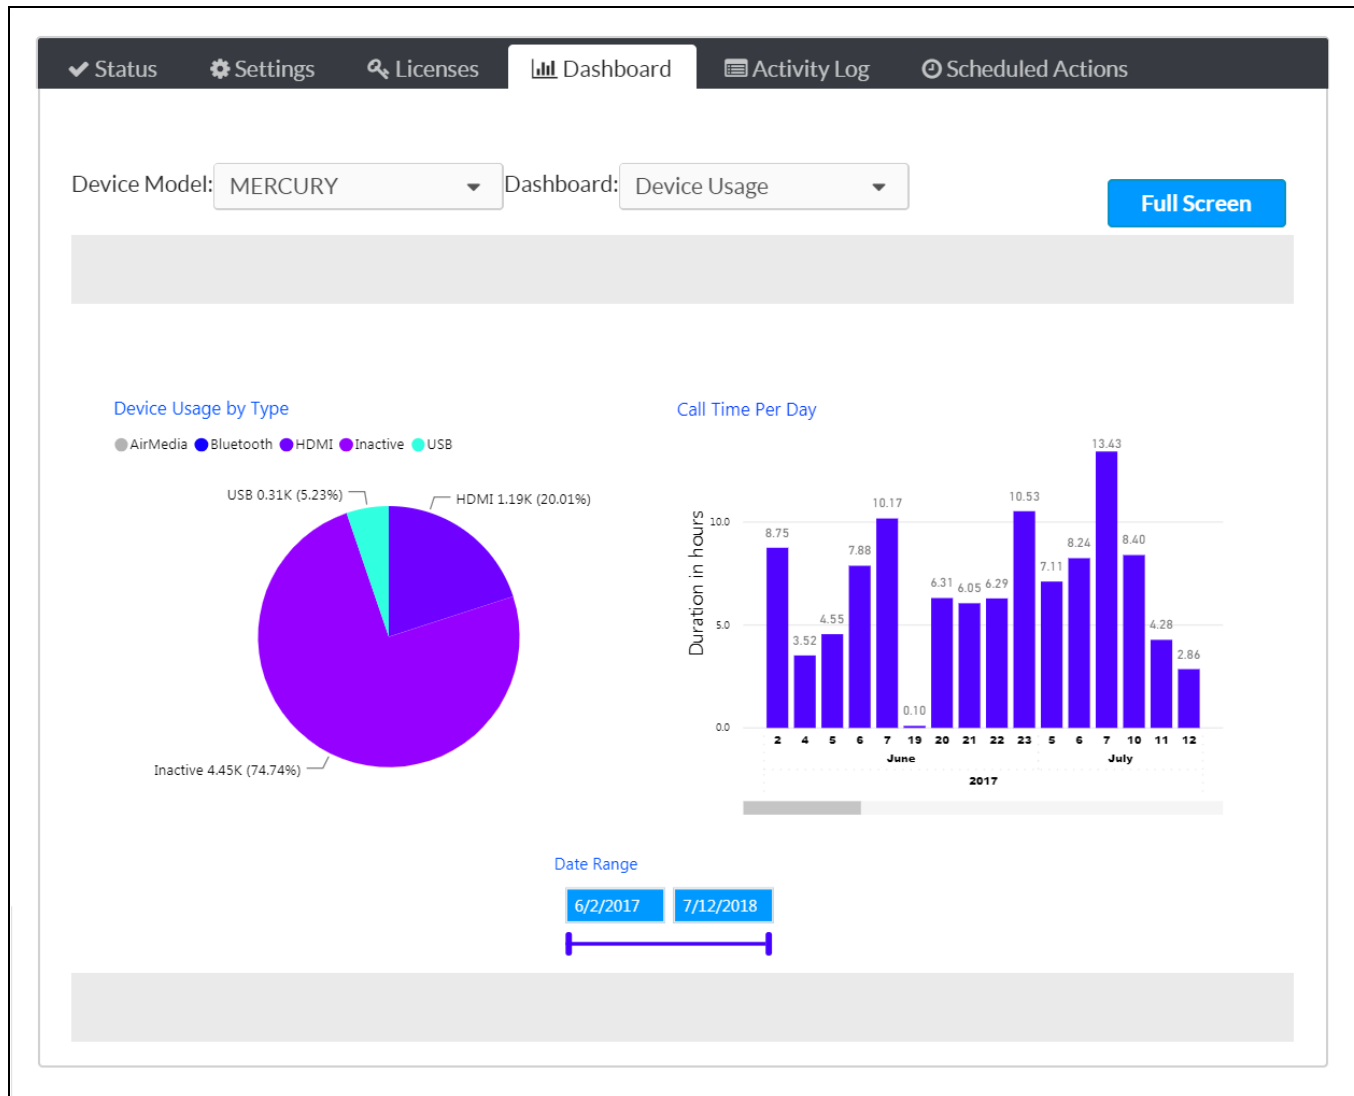 Status Settings Licenses Dashboard Activity Log Scheduled Actions
Device Model: MERCURY Dashboard: Device Usage
Full Screen
Device Usage by Type
AirMedia Bluetooth HDMI Inactive USB
USB 0.31K (5.23%)
HDMI 1.19K (20.01%)
Inactive 4.45K (74.74%)
Call Time Per Day
Duration in hours
10.0
5.0
0.0
8.75
3.52
4.55
7.88
10.17
0.10
6.31
6.05
6.29
10.53
7.11
8.24
13.43
8.40
4.28
2.86
2 4 5 6 7 19 20 21 22 23 5 6 7 10 11 12
June July
2017
Date Range
6/2/2017 7/12/2018